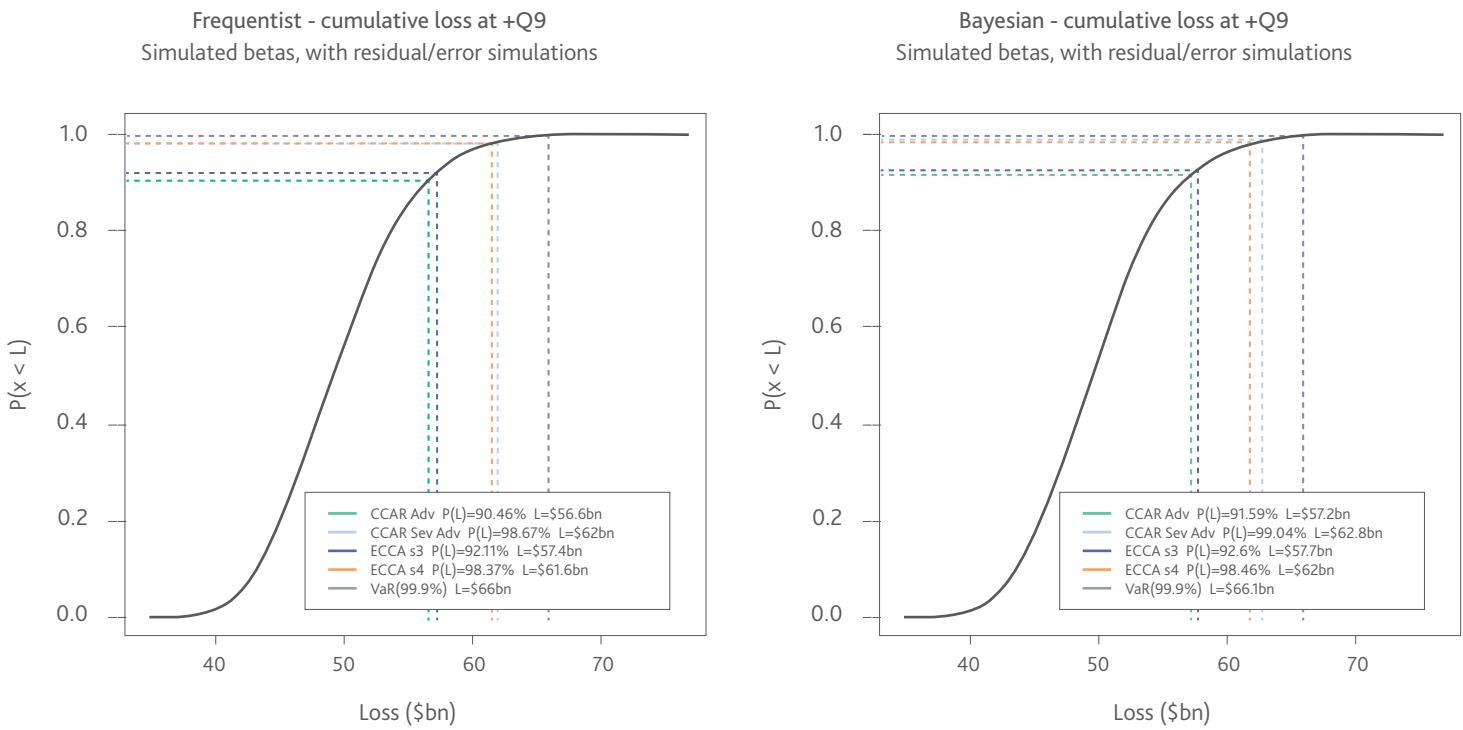 Frequentist - cumulative loss at +Q9
Simulated betas, with residual/error simulations
P(x < L)
1.0
0.8
0.6
0.4
0.2
0.0
CCAR Adv P(L)=90.46% L=$56.6bn
CCAR Sev Adv P(L)=98.67% L=$62bn
ECCA s3 P(L)=92.11% L=$57.4bn
ECCA s4 P(L)=98.37% L=$61.6bn
VaR(99.9%) L=$66bn
40 50 60 70
Loss ($bn)
Bayesian - cumulative loss at +Q9
Simulated betas, with residual/error simulations
P(x < L)
1.0
0.8
0.6
0.4
0.2
0.0
CCAR Adv P(L)=91.59% L=$57.2bn
CCAR Sev Adv P(L)=99.04% L=$62.8bn
ECCA s3 P(L)=92.6% L=$57.7bn
ECCA s4 P(L)=98.46% L=$62bn
VaR(99.9%) L=$66.1bn
40 50 60 70
Loss ($bn)